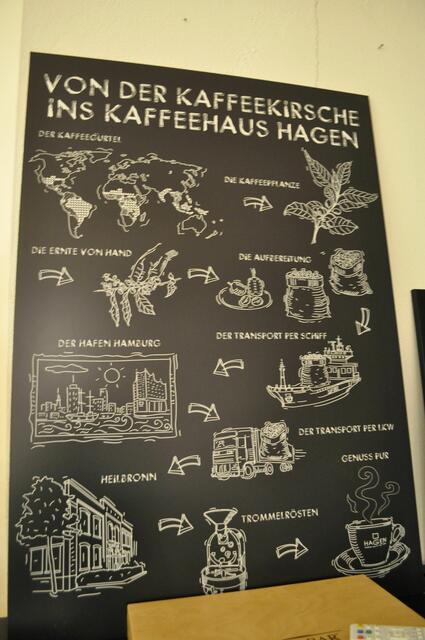 VON DER KAFFEEKIRSCHE
INS KAFFEEHAUS HAGEN
DER KAFFEEGÜRTEL
DIE KAFFEEPFLANZE
DIE ERNTE VON HAND
DIE AUFBEREITUNG
DER HAFEN HAMBURG
DER TRANSPORT PER SCHIFF
DER TRANSPORT PER LKW
HEILBRONN
TROMMELRÖSTEN
GENUSS PUR
HAGEN